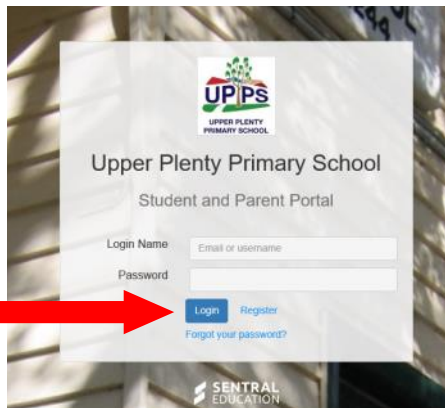 UPPS
UPPER PLENTY
PRIMARY SCHOOL
Upper Plenty Primary School
Student and Parent Portal
Login Name
Email or username
Password
Login Register
Forgot your password?
SENTRAL
EDUCATION